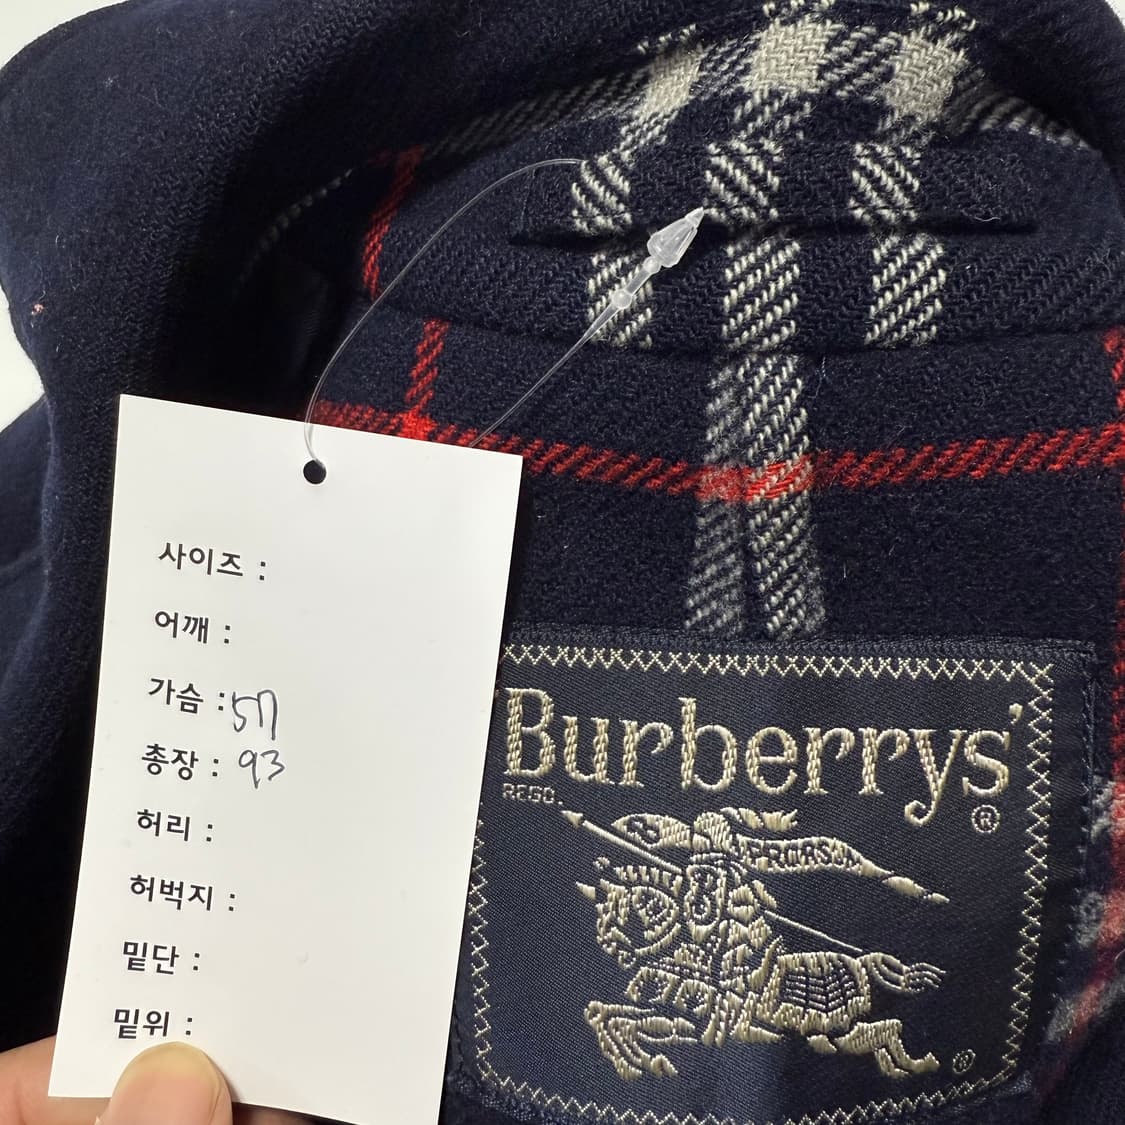 사이즈 :
어깨 :
가슴 : 57
총장 : 93
허리 :
허벅지 :
밑단 :
밑위 :
Burberrys'
REGD.
®
PRORSUM
®